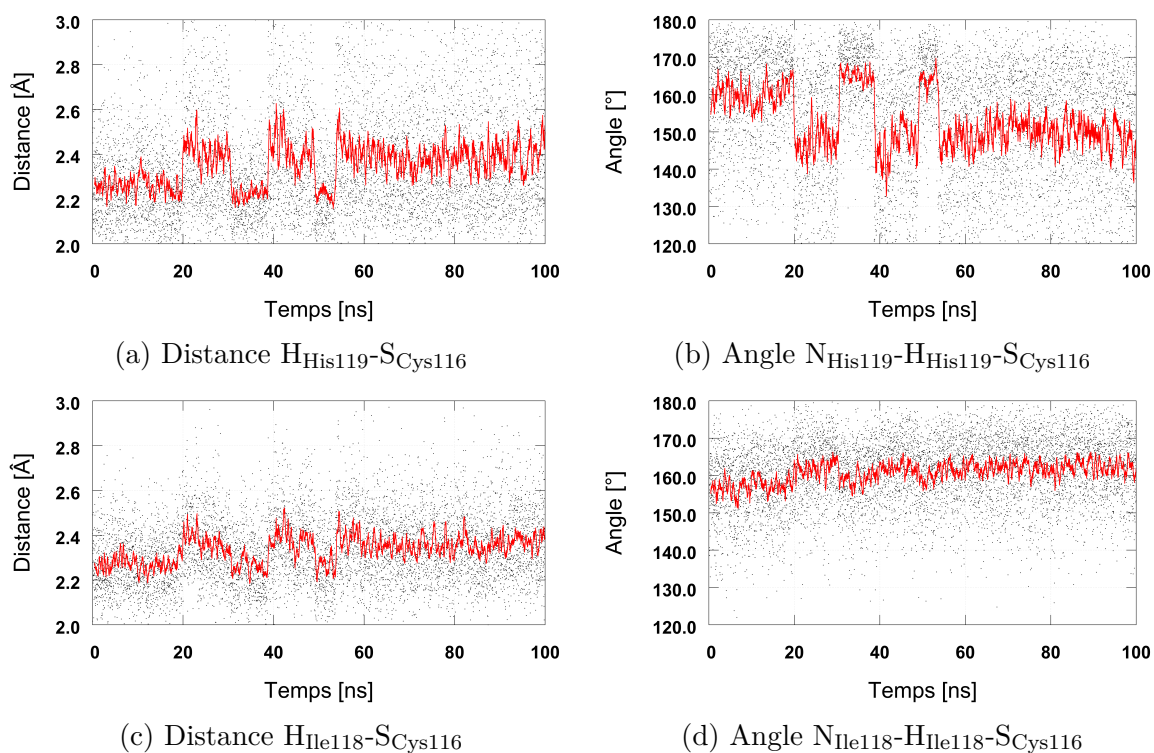 3.0
2.8
2.6
2.4
2.2
2.0
Distance [Å]
0 20 40 60 80 100
Temps [ns]
(a) Distance H_His119-S_Cys116
180.0
170.0
160.0
150.0
140.0
130.0
120.0
Angle [°]
0 20 40 60 80 100
Temps [ns]
(b) Angle N_His119-H_His119-S_Cys116
3.0
2.8
2.6
2.4
2.2
2.0
Distance [Å]
0 20 40 60 80 100
Temps [ns]
(c) Distance H_Ile118-S_Cys116
180.0
170.0
160.0
150.0
140.0
130.0
120.0
Angle [°]
0 20 40 60 80 100
Temps [ns]
(d) Angle N_Ile118-H_Ile118-S_Cys116